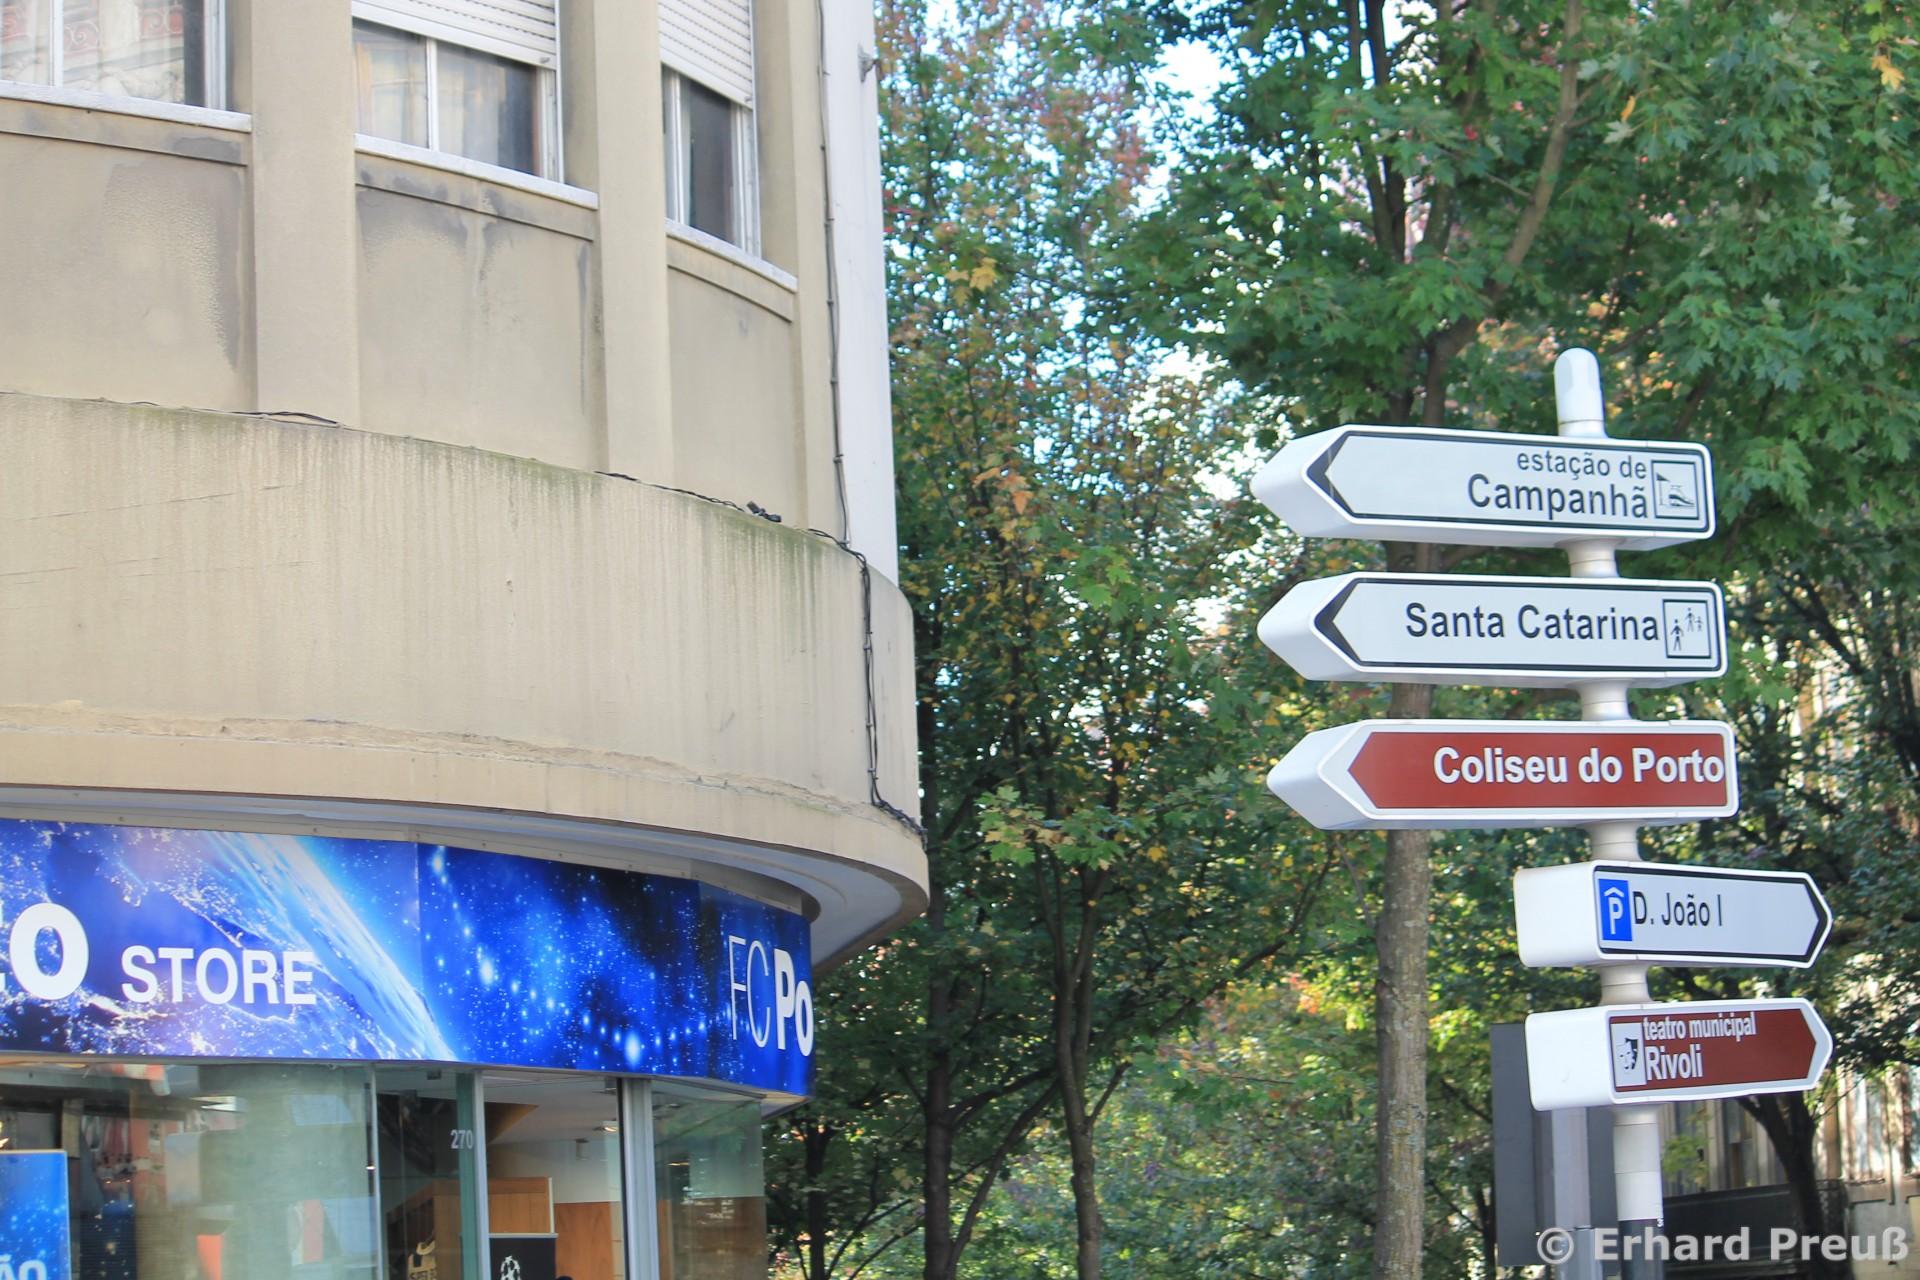 estação de
Campanhã
Santa Catarina
Coliseu do Porto
P D. João I
teatro municipal
Rivoli
STORE
FC Po
270
© Erhard Preuß